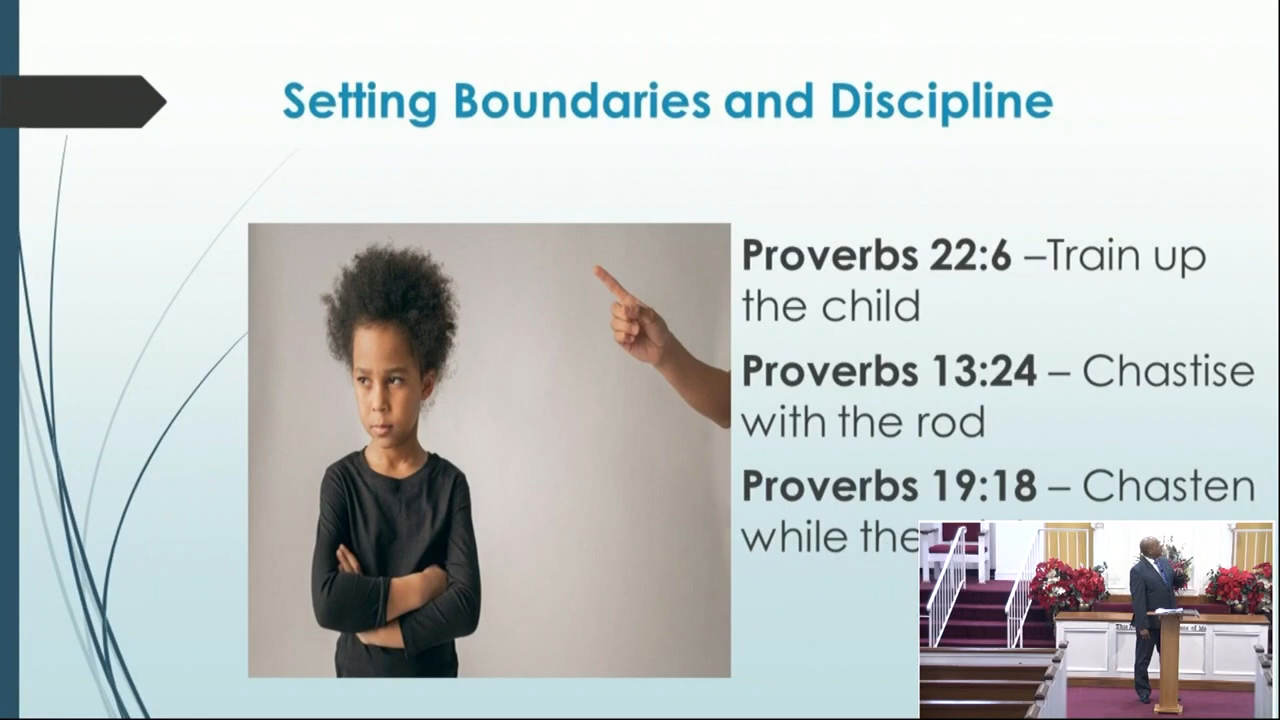 Setting Boundaries and Discipline
Proverbs 22:6 –Train up
the child
Proverbs 13:24 – Chastise
with the rod
Proverbs 19:18 – Chasten
while the